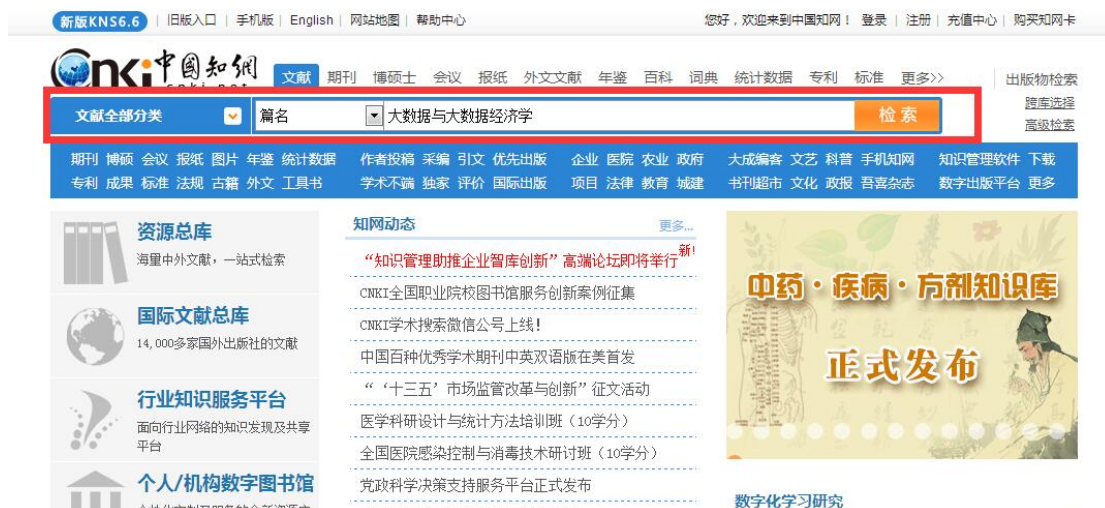 新版KNS6.6 | 旧版入口 | 手机版 | English | 网站地图 | 帮助中心
您好，欢迎来到中国知网！ 登录 | 注册 | 充值中心 | 购买知网卡
Cnki 中國知網
文献 期刊 博硕士 会议 报纸 外文文献 年鉴 百科 词典 统计数据 专利 标准 更多>>
出版物检索
文献全部分类 篇名 大数据与大数据经济学 检索
跨库选择
高级检索
期刊 博硕 会议 报纸 图片 年鉴 统计数据 作者投稿 采编 引文 优先出版 企业 医院 农业 政府 大成编客 文艺 科普 手机知网 知识管理软件 下载
专利 成果 标准 法规 古籍 外文 工具书 学术不端 独家 评价 国际出版 项目 法律 教育 城建 书刊超市 文化 政报 吾喜杂志 数字出版平台 更多
资源总库
海里中外文献，一站式检索
国际文献总库
14,000多家国外出版社的文献
行业知识服务平台
面向行业网络的知识发现及共享
平台
个人/机构数字图书馆
知网动态 更多...
“知识管理助推企业智库创新”高端论坛即将举行 新!
CNKI全国职业院校图书馆服务创新案例征集
CNKI学术搜索微信公号上线！
中国百种优秀学术期刊中英双语版在美首发
“‘十三五’市场监管改革与创新”征文活动
医学科研设计与统计方法培训班（10学分）
全国医院感染控制与消毒技术研讨班（10学分）
党政科学决策支持服务平台正式发布
中药·疾病·方剂知识库
正式发布
数字化学习研究